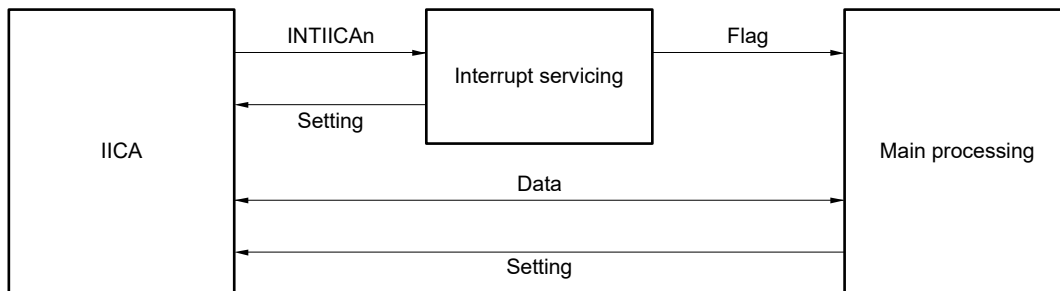 INTIICAn
Flag
Interrupt servicing
Setting
IICA
Main processing
Data
Setting